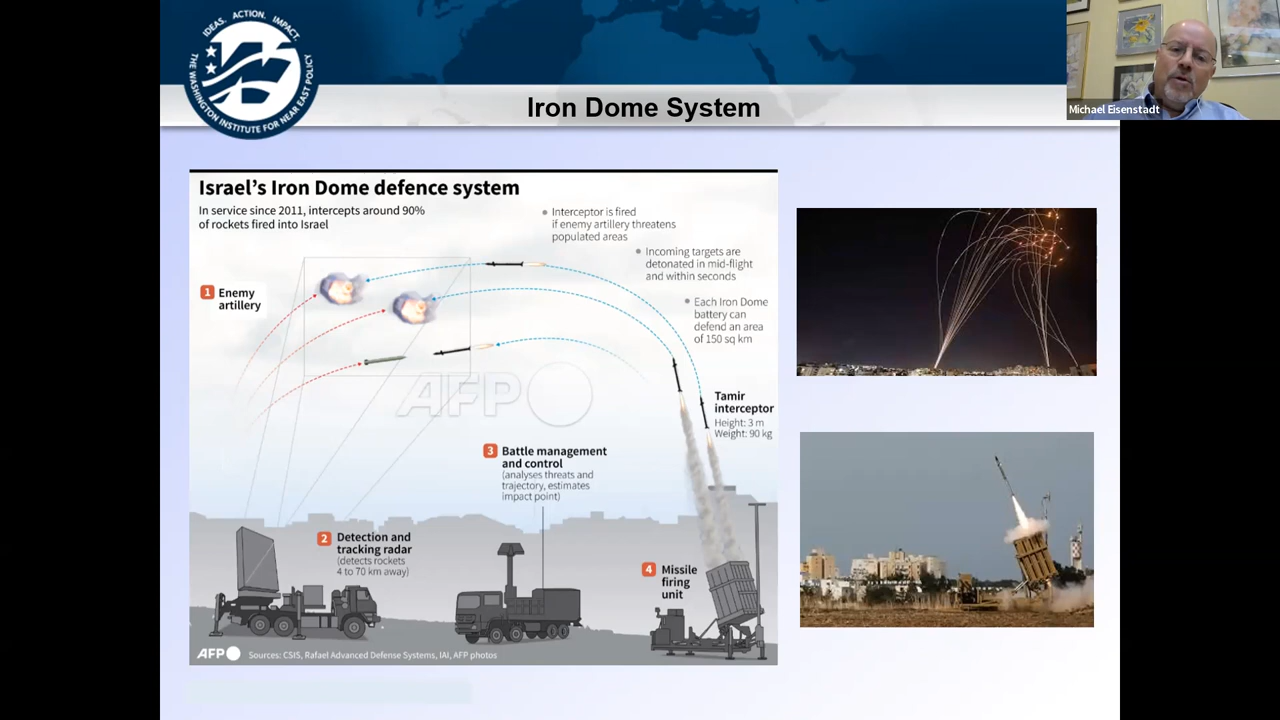 IDEAS. ACTION. IMPACT.
THE WASHINGTON INSTITUTE FOR NEAR EAST POLICY
Iron Dome System
Michael Eisenstadt
Israel's Iron Dome defence system
In service since 2011, intercepts around 90%
of rockets fired into Israel
Interceptor is fired
if enemy artillery threatens
populated areas
Incoming targets are
detonated in mid-flight
and within seconds
Each Iron Dome
battery can
defend an area
of 150 sq km
1 Enemy
artillery
AFP
Tamir
interceptor
Height: 3 m
Weight: 90 kg
3 Battle management
and control
(analyses threats and
trajectory, estimates
impact point)
2 Detection and
tracking radar
(detects rockets
4 to 70 km away)
4 Missile
firing
unit
AFP
Sources: CSIS, Rafael Advanced Defense Systems, IAI, AFP photos